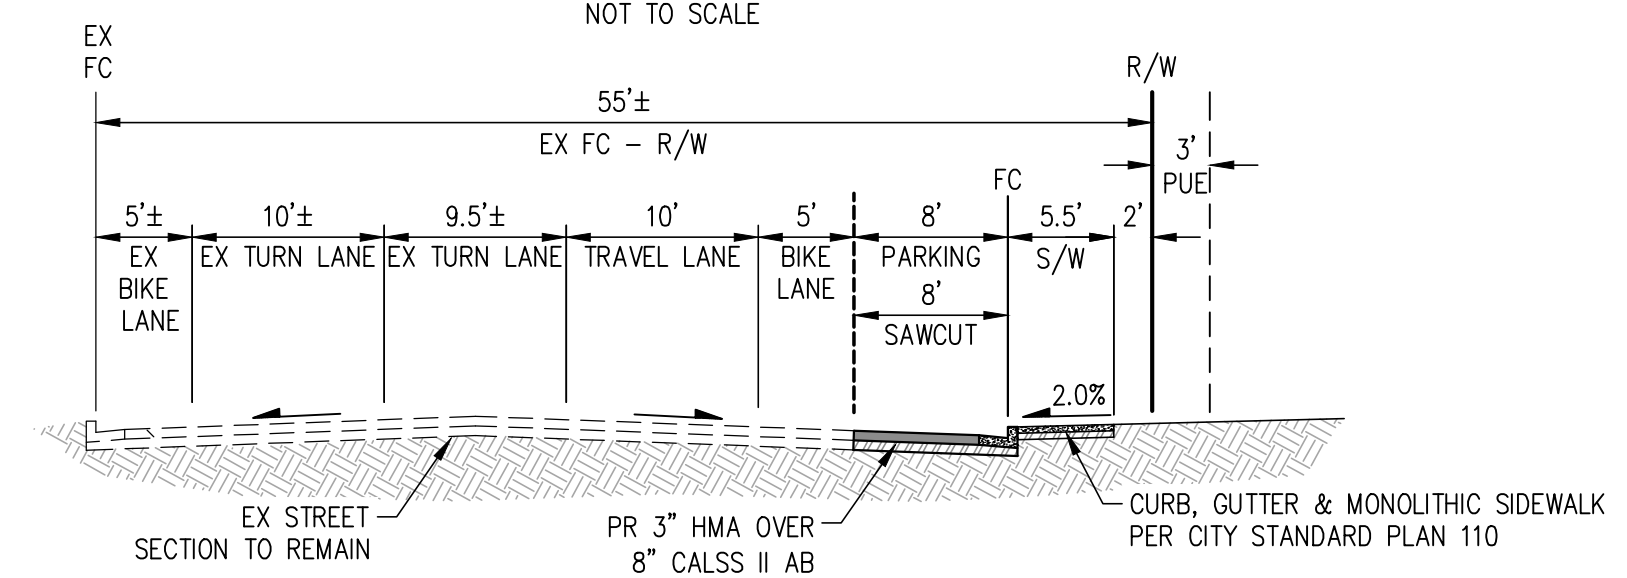 NOT TO SCALE
EX
FC
R/W
55'±
EX FC - R/W
3'
PUE
FC
5'±
10'±
9.5'±
10'
5'
8'
5.5'
2'
EX
BIKE
LANE
EX TURN LANE
EX TURN LANE
TRAVEL LANE
BIKE
LANE
PARKING
S/W
8'
SAWCUT
2.0%
EX STREET
SECTION TO REMAIN
PR 3" HMA OVER
8" CALSS II AB
CURB, GUTTER & MONOLITHIC SIDEWALK
PER CITY STANDARD PLAN 110